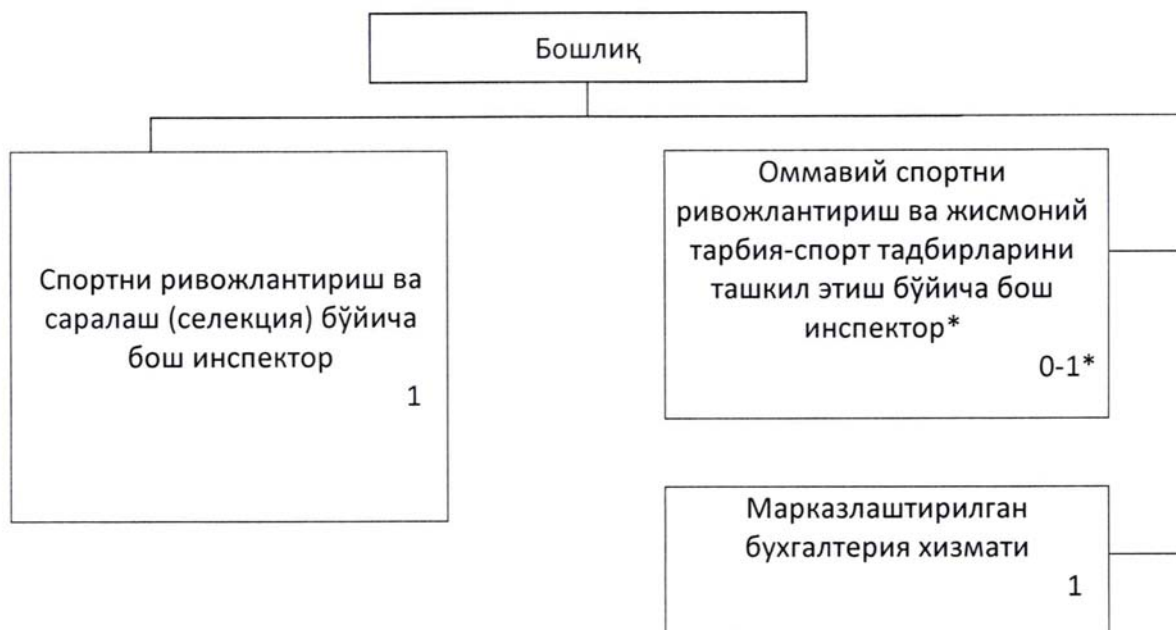 Бошлиқ
Спортни ривожлантириш ва
саралаш (селекция) бўйича
бош инспектор
1
Оммавий спортни
ривожлантириш ва жисмоний
тарбия-спорт тадбирларини
ташкил этиш бўйича бош
инспектор*
0-1*
Марказлаштирилган
бухгалтерия хизмати
1